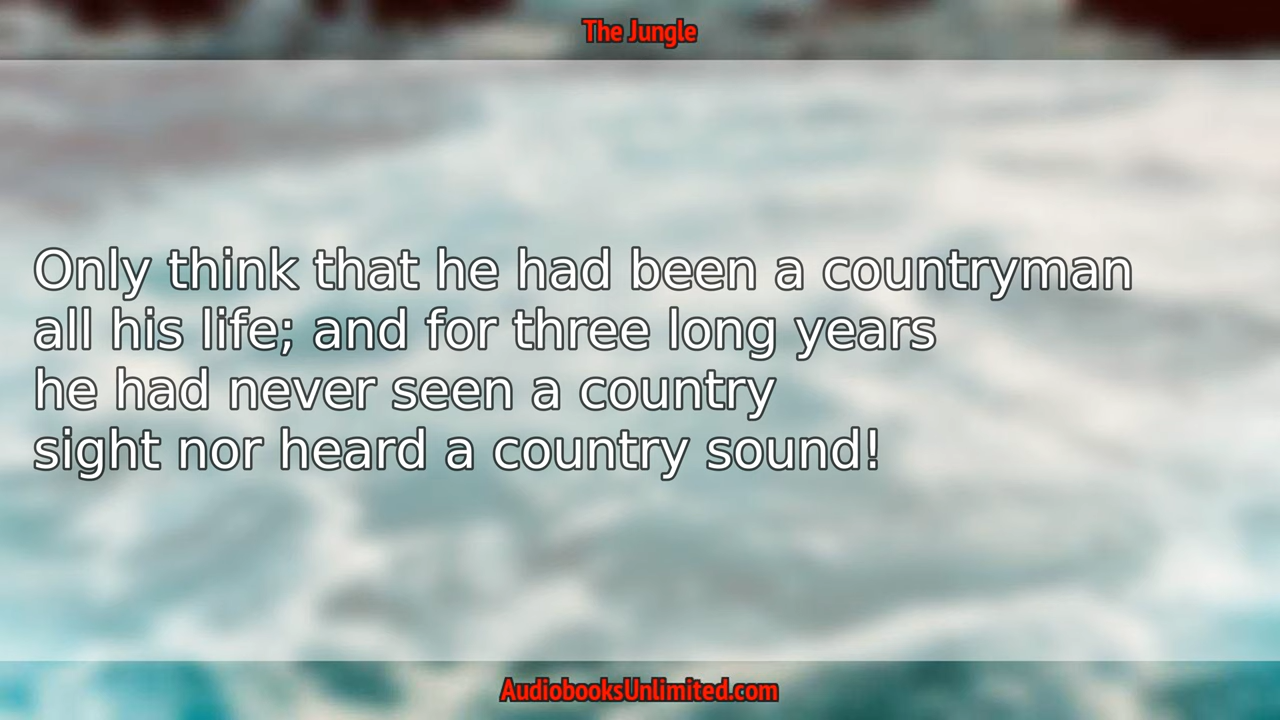 The Jungle
Only think that he had been a countryman
all his life; and for three long years
he had never seen a country
sight nor heard a country sound!
AudiobooksUnlimited.com